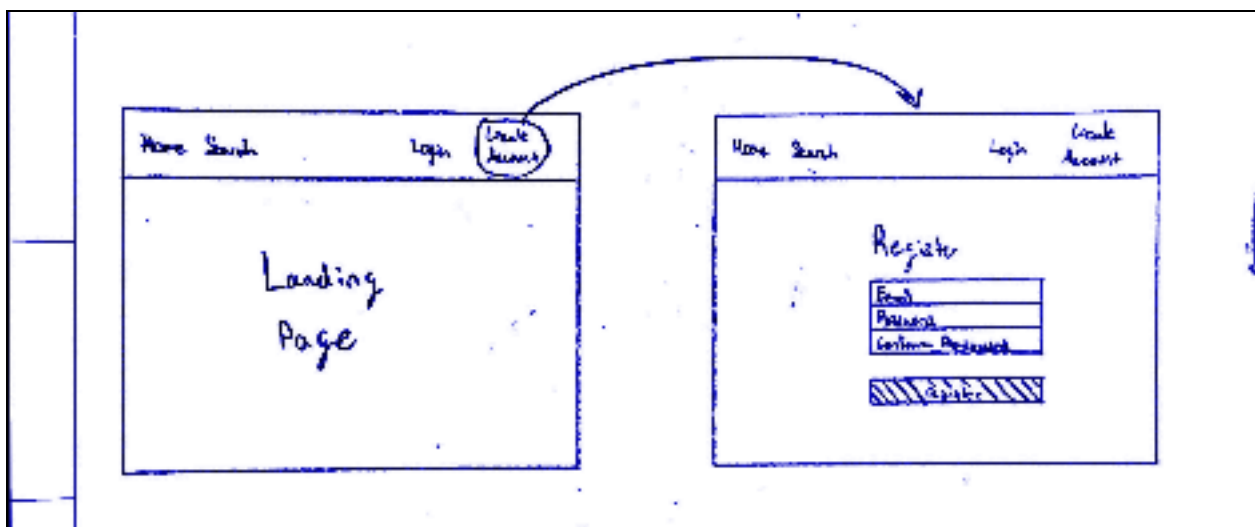 Home Search Login Create
Account
Landing
Page
Home Search Login Create
Account
Register
Email
Password
Confirm Password
Register